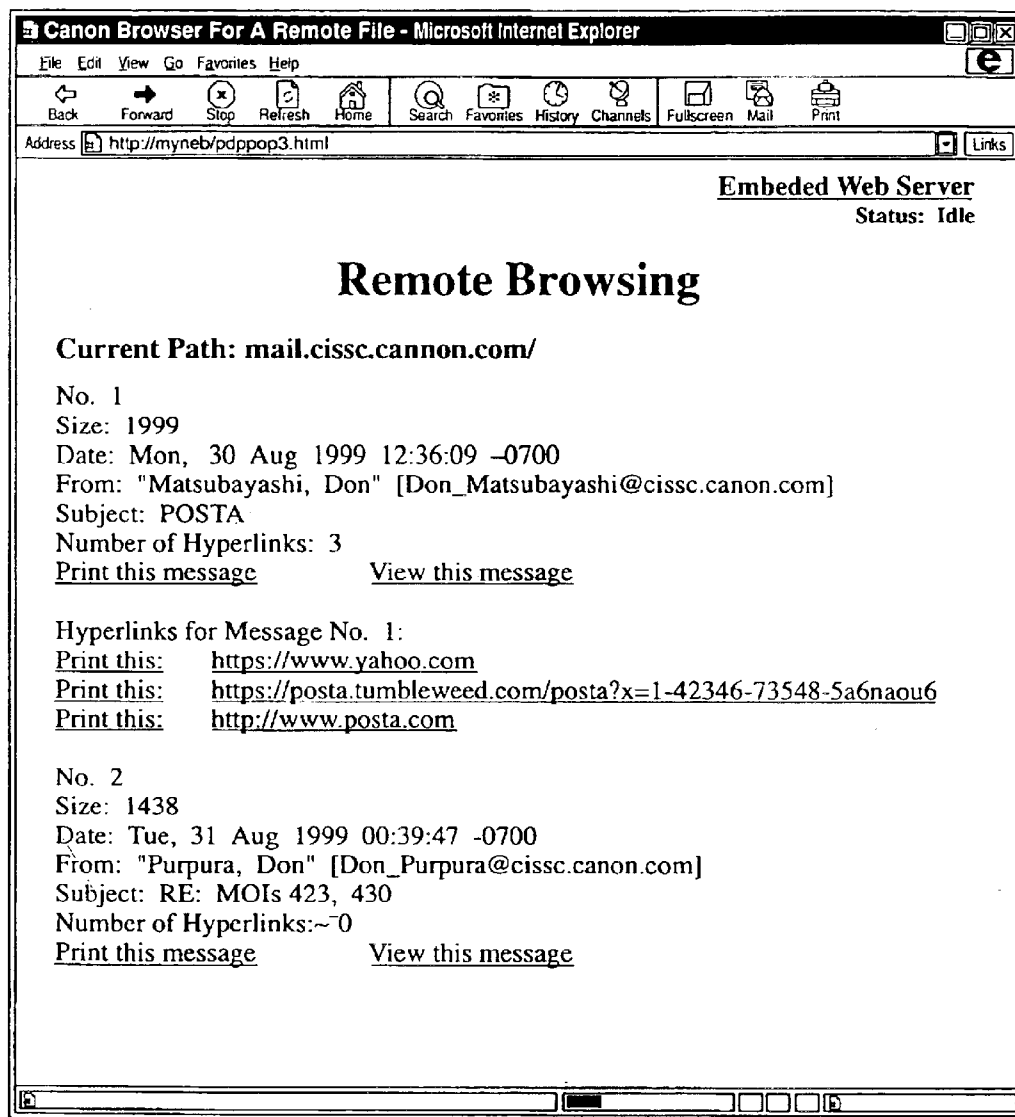 Canon Browser For A Remote File - Microsoft Internet Explorer
File Edit View Go Favorites Help
Back Forward Stop Refresh Home Search Favorites History Channels Fullscreen Mail Print
Address http://myneb/pdppop3.html Links
Embeded Web Server
Status: Idle
Remote Browsing
Current Path: mail.cissc.cannon.com/
No. 1
Size: 1999
Date: Mon, 30 Aug 1999 12:36:09 –0700
From: "Matsubayashi, Don" [Don_Matsubayashi@cissc.canon.com]
Subject: POSTA
Number of Hyperlinks: 3
Print this message View this message
Hyperlinks for Message No. 1:
Print this: https://www.yahoo.com
Print this: https://posta.tumbleweed.com/posta?x=1-42346-73548-5a6naou6
Print this: http://www.posta.com
No. 2
Size: 1438
Date: Tue, 31 Aug 1999 00:39:47 -0700
From: "Purpura, Don" [Don_Purpura@cissc.canon.com]
Subject: RE: MOIs 423, 430
Number of Hyperlinks:~ 0
Print this message View this message